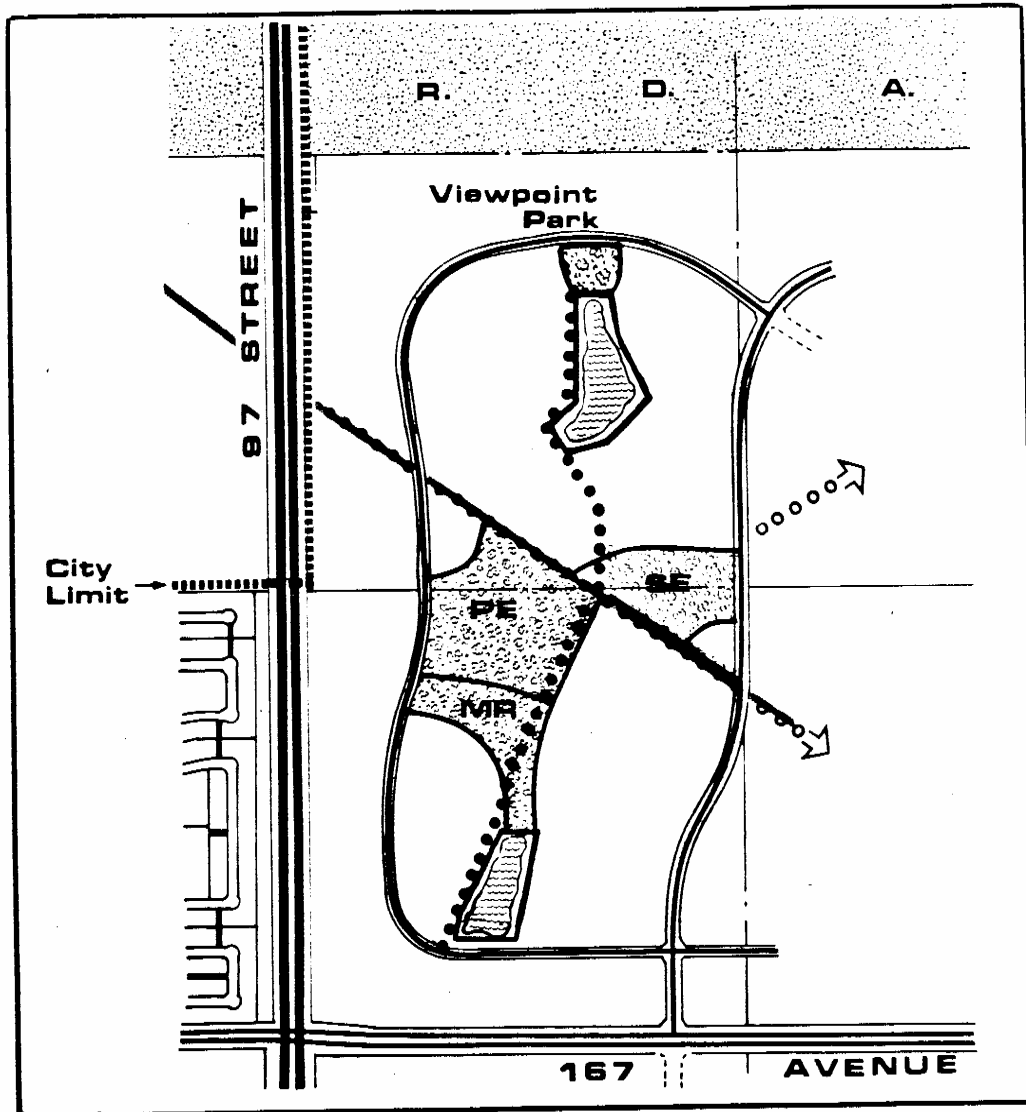 R. D. A.
Viewpoint
Park
97 STREET
City
Limit
SE
PE
MR
167 AVENUE